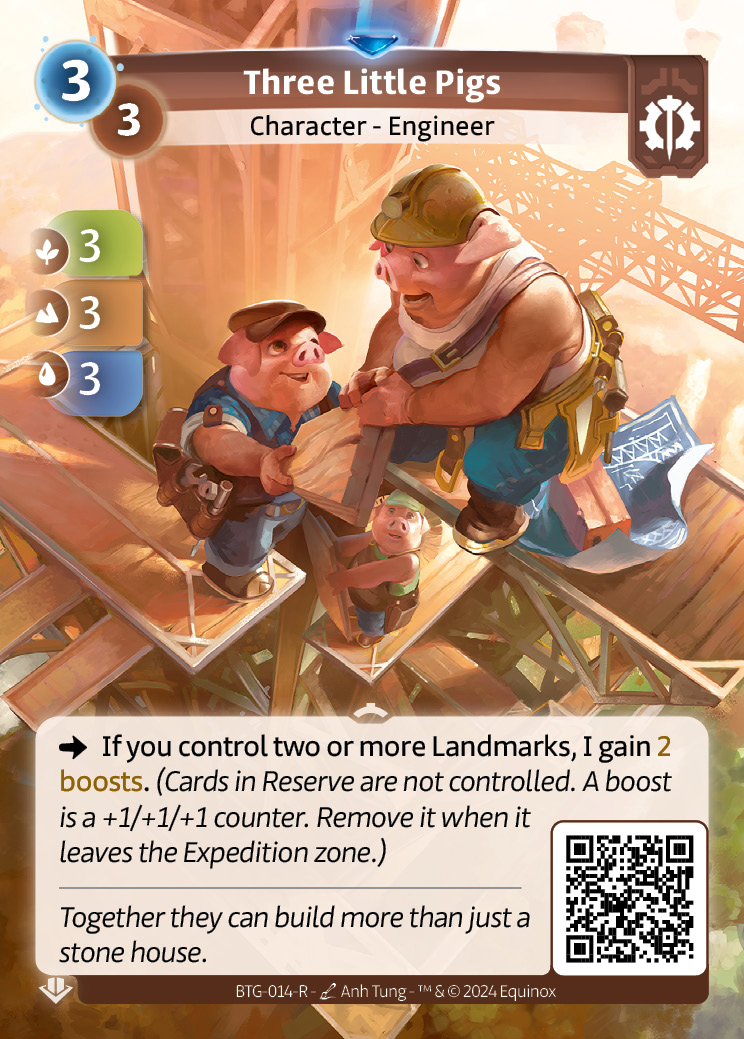 3
Three Little Pigs
3
Character - Engineer
3
3
3
If you control two or more Landmarks, I gain 2
boosts. (Cards in Reserve are not controlled. A boost
is a +1/+1/+1 counter. Remove it when it
leaves the Expedition zone.)
Together they can build more than just a
stone house.
BTG-014-R - Anh Tung - ™ & © 2024 Equinox